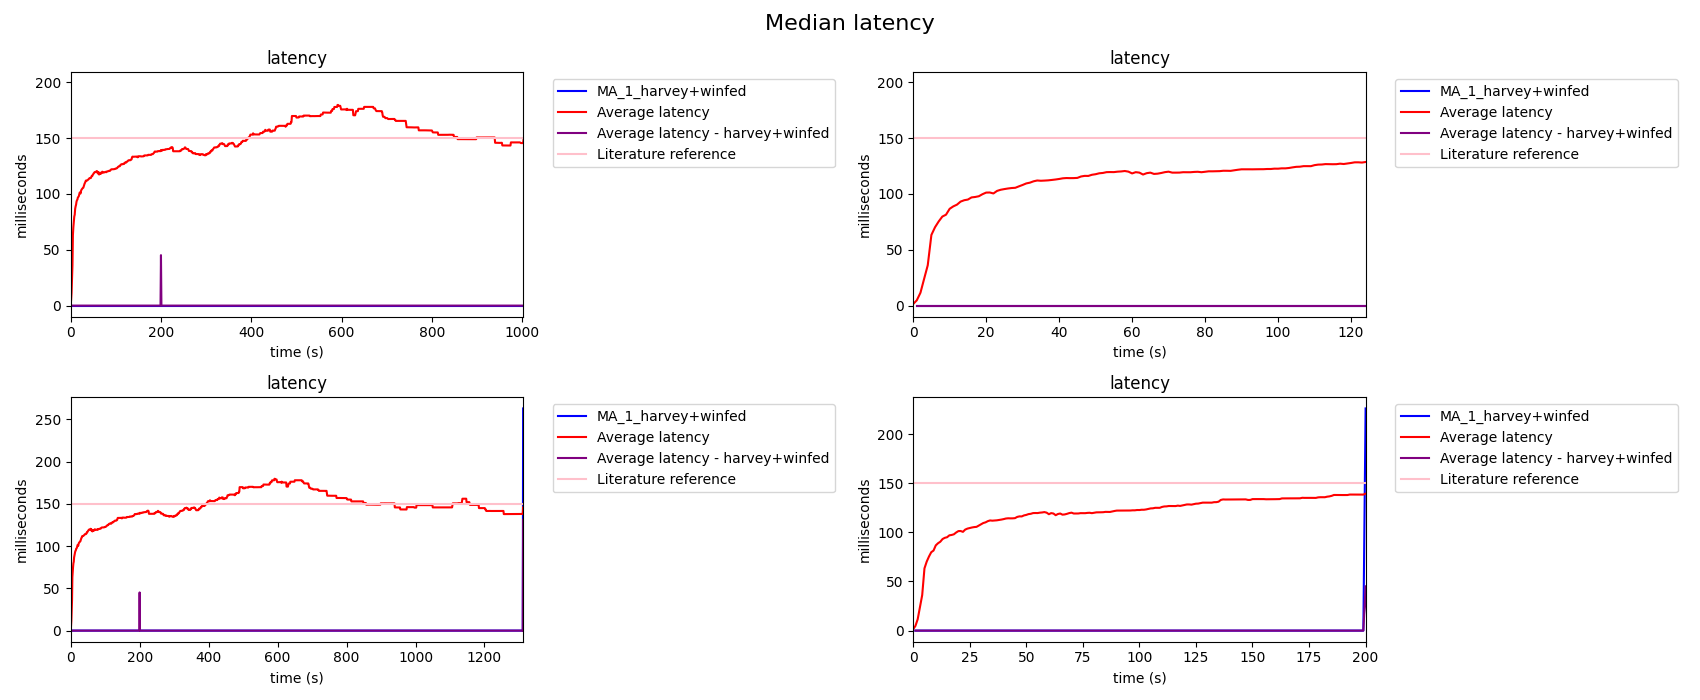 Median latency
latency
200
150
100
50
0
milliseconds
0 200 400 600 800 1000
time (s)
MA_1_harvey+winfed
Average latency
Average latency - harvey+winfed
Literature reference
latency
200
150
100
50
0
milliseconds
0 20 40 60 80 100 120
time (s)
MA_1_harvey+winfed
Average latency
Average latency - harvey+winfed
Literature reference
latency
250
200
150
100
50
0
milliseconds
0 200 400 600 800 1000 1200
time (s)
MA_1_harvey+winfed
Average latency
Average latency - harvey+winfed
Literature reference
latency
200
150
100
50
0
milliseconds
0 25 50 75 100 125 150 175 200
time (s)
MA_1_harvey+winfed
Average latency
Average latency - harvey+winfed
Literature reference